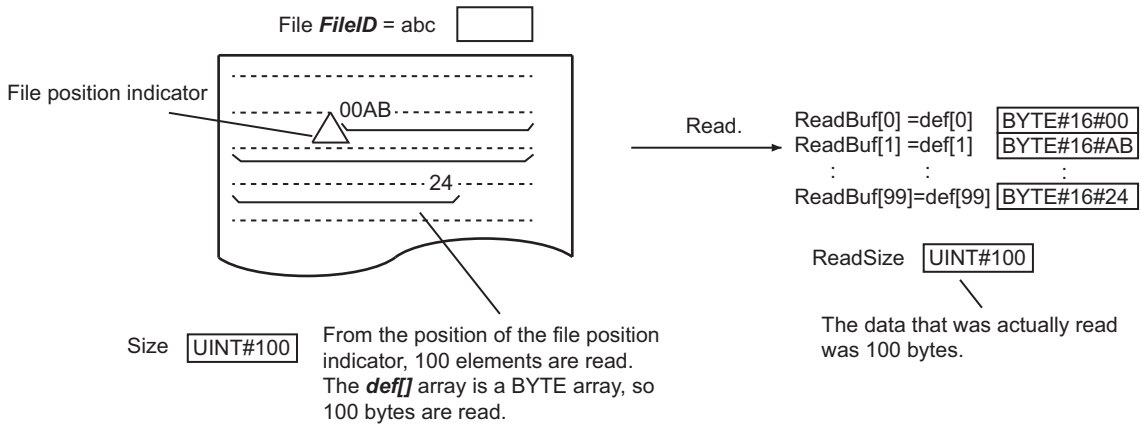 File FileID = abc
File position indicator
00AB
24
Read.
ReadBuf[0] =def[0] BYTE#16#00
ReadBuf[1] =def[1] BYTE#16#AB
: : :
ReadBuf[99]=def[99] BYTE#16#24
ReadSize UINT#100
The data that was actually read
was 100 bytes.
Size UINT#100
From the position of the file position
indicator, 100 elements are read.
The def[] array is a BYTE array, so
100 bytes are read.